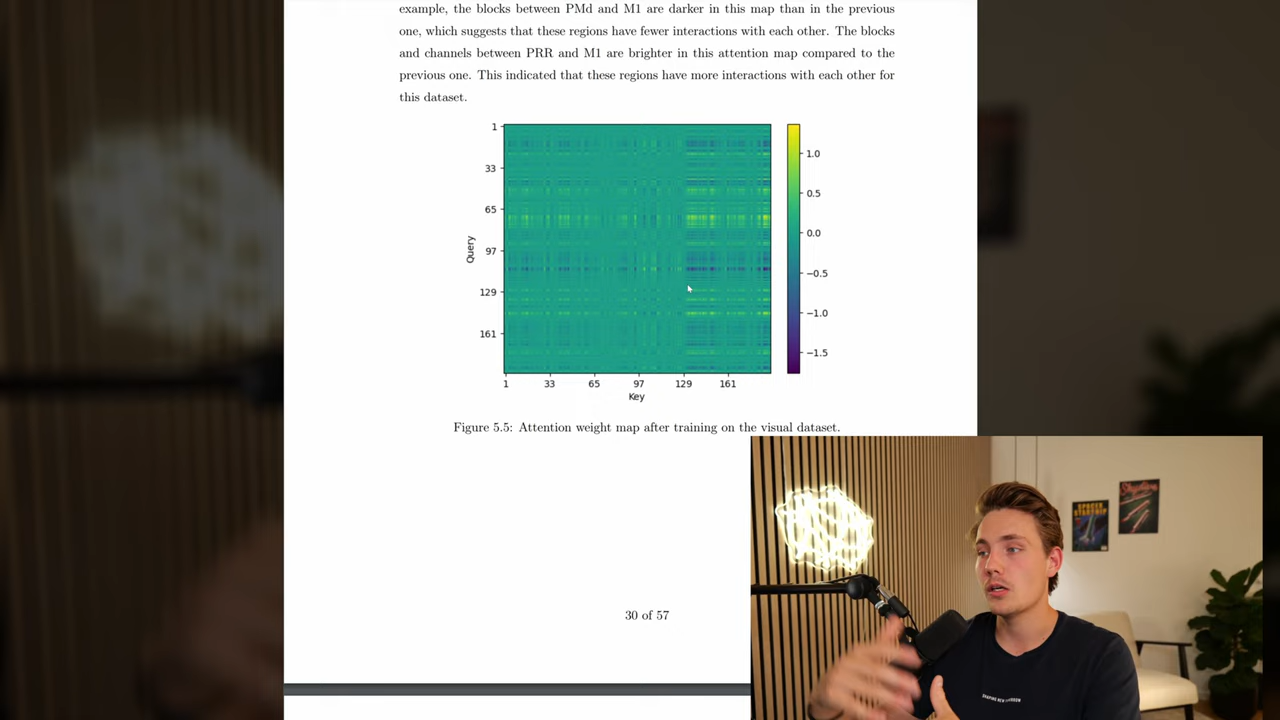 example, the blocks between PMd and M1 are darker in this map than in the previous
one, which suggests that these regions have fewer interactions with each other. The blocks
and channels between PRR and M1 are brighter in this attention map compared to the
previous one. This indicated that these regions have more interactions with each other for
this dataset.
1
33
65
97
129
161
Query
1 33 65 97 129 161
Key
1.0
0.5
0.0
−0.5
−1.0
−1.5
Figure 5.5: Attention weight map after training on the visual dataset.
30 of 57